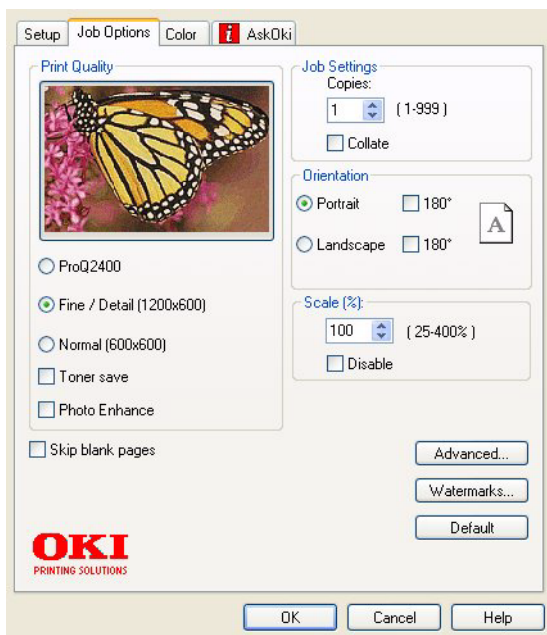 Setup
Job Options
Color
i AskOki
Print Quality
ProQ2400
Fine / Detail (1200x600)
Normal (600x600)
Toner save
Photo Enhance
Skip blank pages
Job Settings
Copies:
1 ( 1-999 )
Collate
Orientation
Portrait 180°
Landscape 180°
A
Scale (%):
100 ( 25-400% )
Disable
Advanced...
Watermarks...
Default
OKI
PRINTING SOLUTIONS
OK Cancel Help